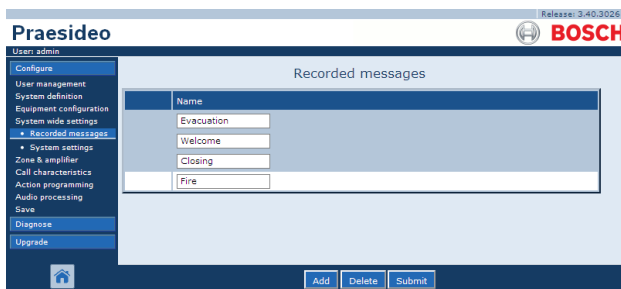 Release: 3.40.3026
Praesideo
BOSCH
User: admin
Configure
User management
System definition
Equipment configuration
System wide settings
• Recorded messages
• System settings
Zone & amplifier
Call characteristics
Action programming
Audio processing
Save
Diagnose
Upgrade
Recorded messages
Name
Evacuation
Welcome
Closing
Fire
Add Delete Submit